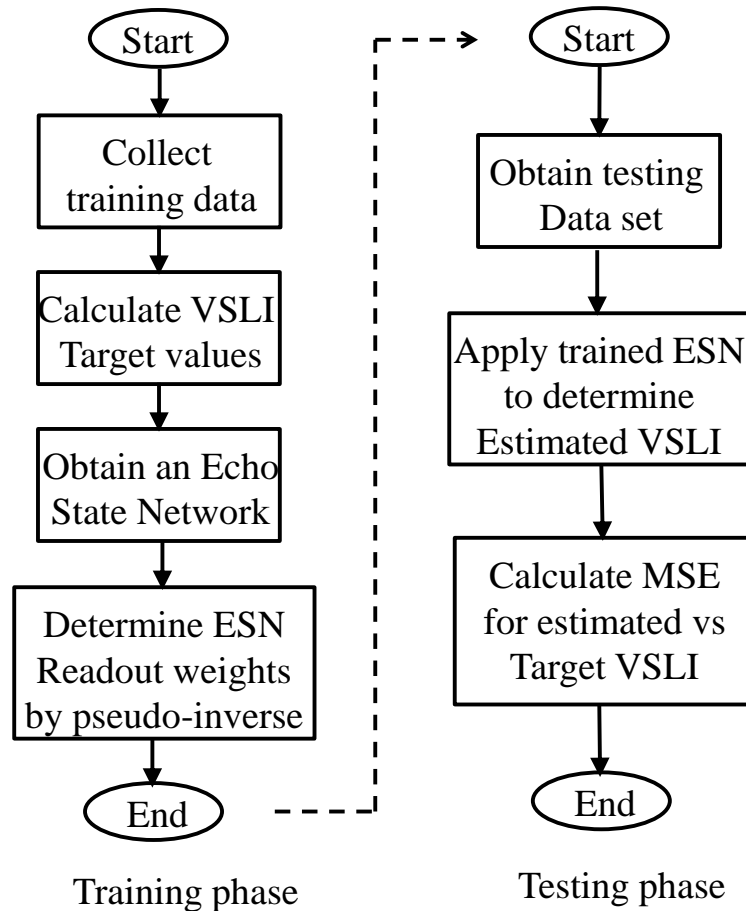 Start
Collect
training data
Calculate VSLI
Target values
Obtain an Echo
State Network
Determine ESN
Readout weights
by pseudo-inverse
End
Training phase
Start
Obtain testing
Data set
Apply trained ESN
to determine
Estimated VSLI
Calculate MSE
for estimated vs
Target VSLI
End
Testing phase